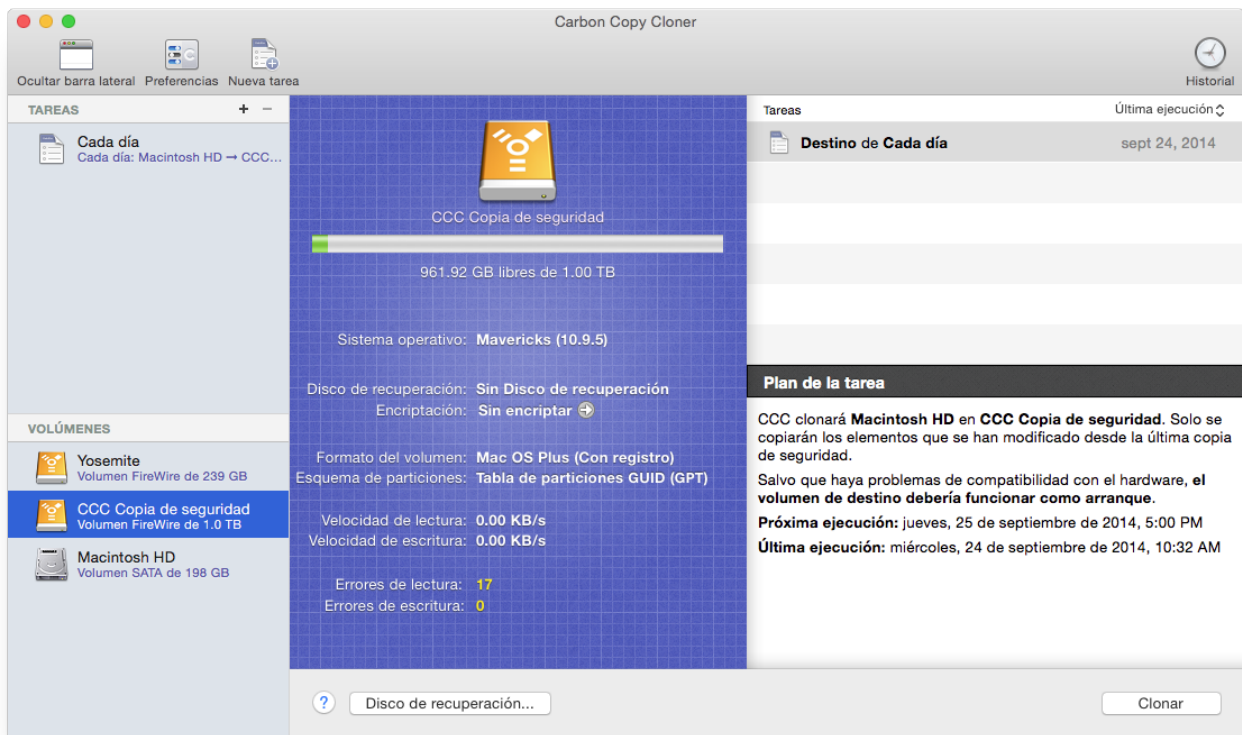 Carbon Copy Cloner
Ocultar barra lateral
Preferencias
Nueva tarea
Historial
TAREAS + −
Cada día
Cada día: Macintosh HD → CCC...
VOLÚMENES
Yosemite
Volumen FireWire de 239 GB
CCC Copia de seguridad
Volumen FireWire de 1.0 TB
Macintosh HD
Volumen SATA de 198 GB
CCC Copia de seguridad
961.92 GB libres de 1.00 TB
Sistema operativo: Mavericks (10.9.5)
Disco de recuperación: Sin Disco de recuperación
Encriptación: Sin encriptar
Formato del volumen: Mac OS Plus (Con registro)
Esquema de particiones: Tabla de particiones GUID (GPT)
Velocidad de lectura: 0.00 KB/s
Velocidad de escritura: 0.00 KB/s
Errores de lectura: 17
Errores de escritura: 0
Tareas Última ejecución
Destino de Cada día sept 24, 2014
Plan de la tarea
CCC clonará Macintosh HD en CCC Copia de seguridad. Solo se
copiarán los elementos que se han modificado desde la última copia
de seguridad.
Salvo que haya problemas de compatibilidad con el hardware, el
volumen de destino debería funcionar como arranque.
Próxima ejecución: jueves, 25 de septiembre de 2014, 5:00 PM
Última ejecución: miércoles, 24 de septiembre de 2014, 10:32 AM
? Disco de recuperación...
Clonar